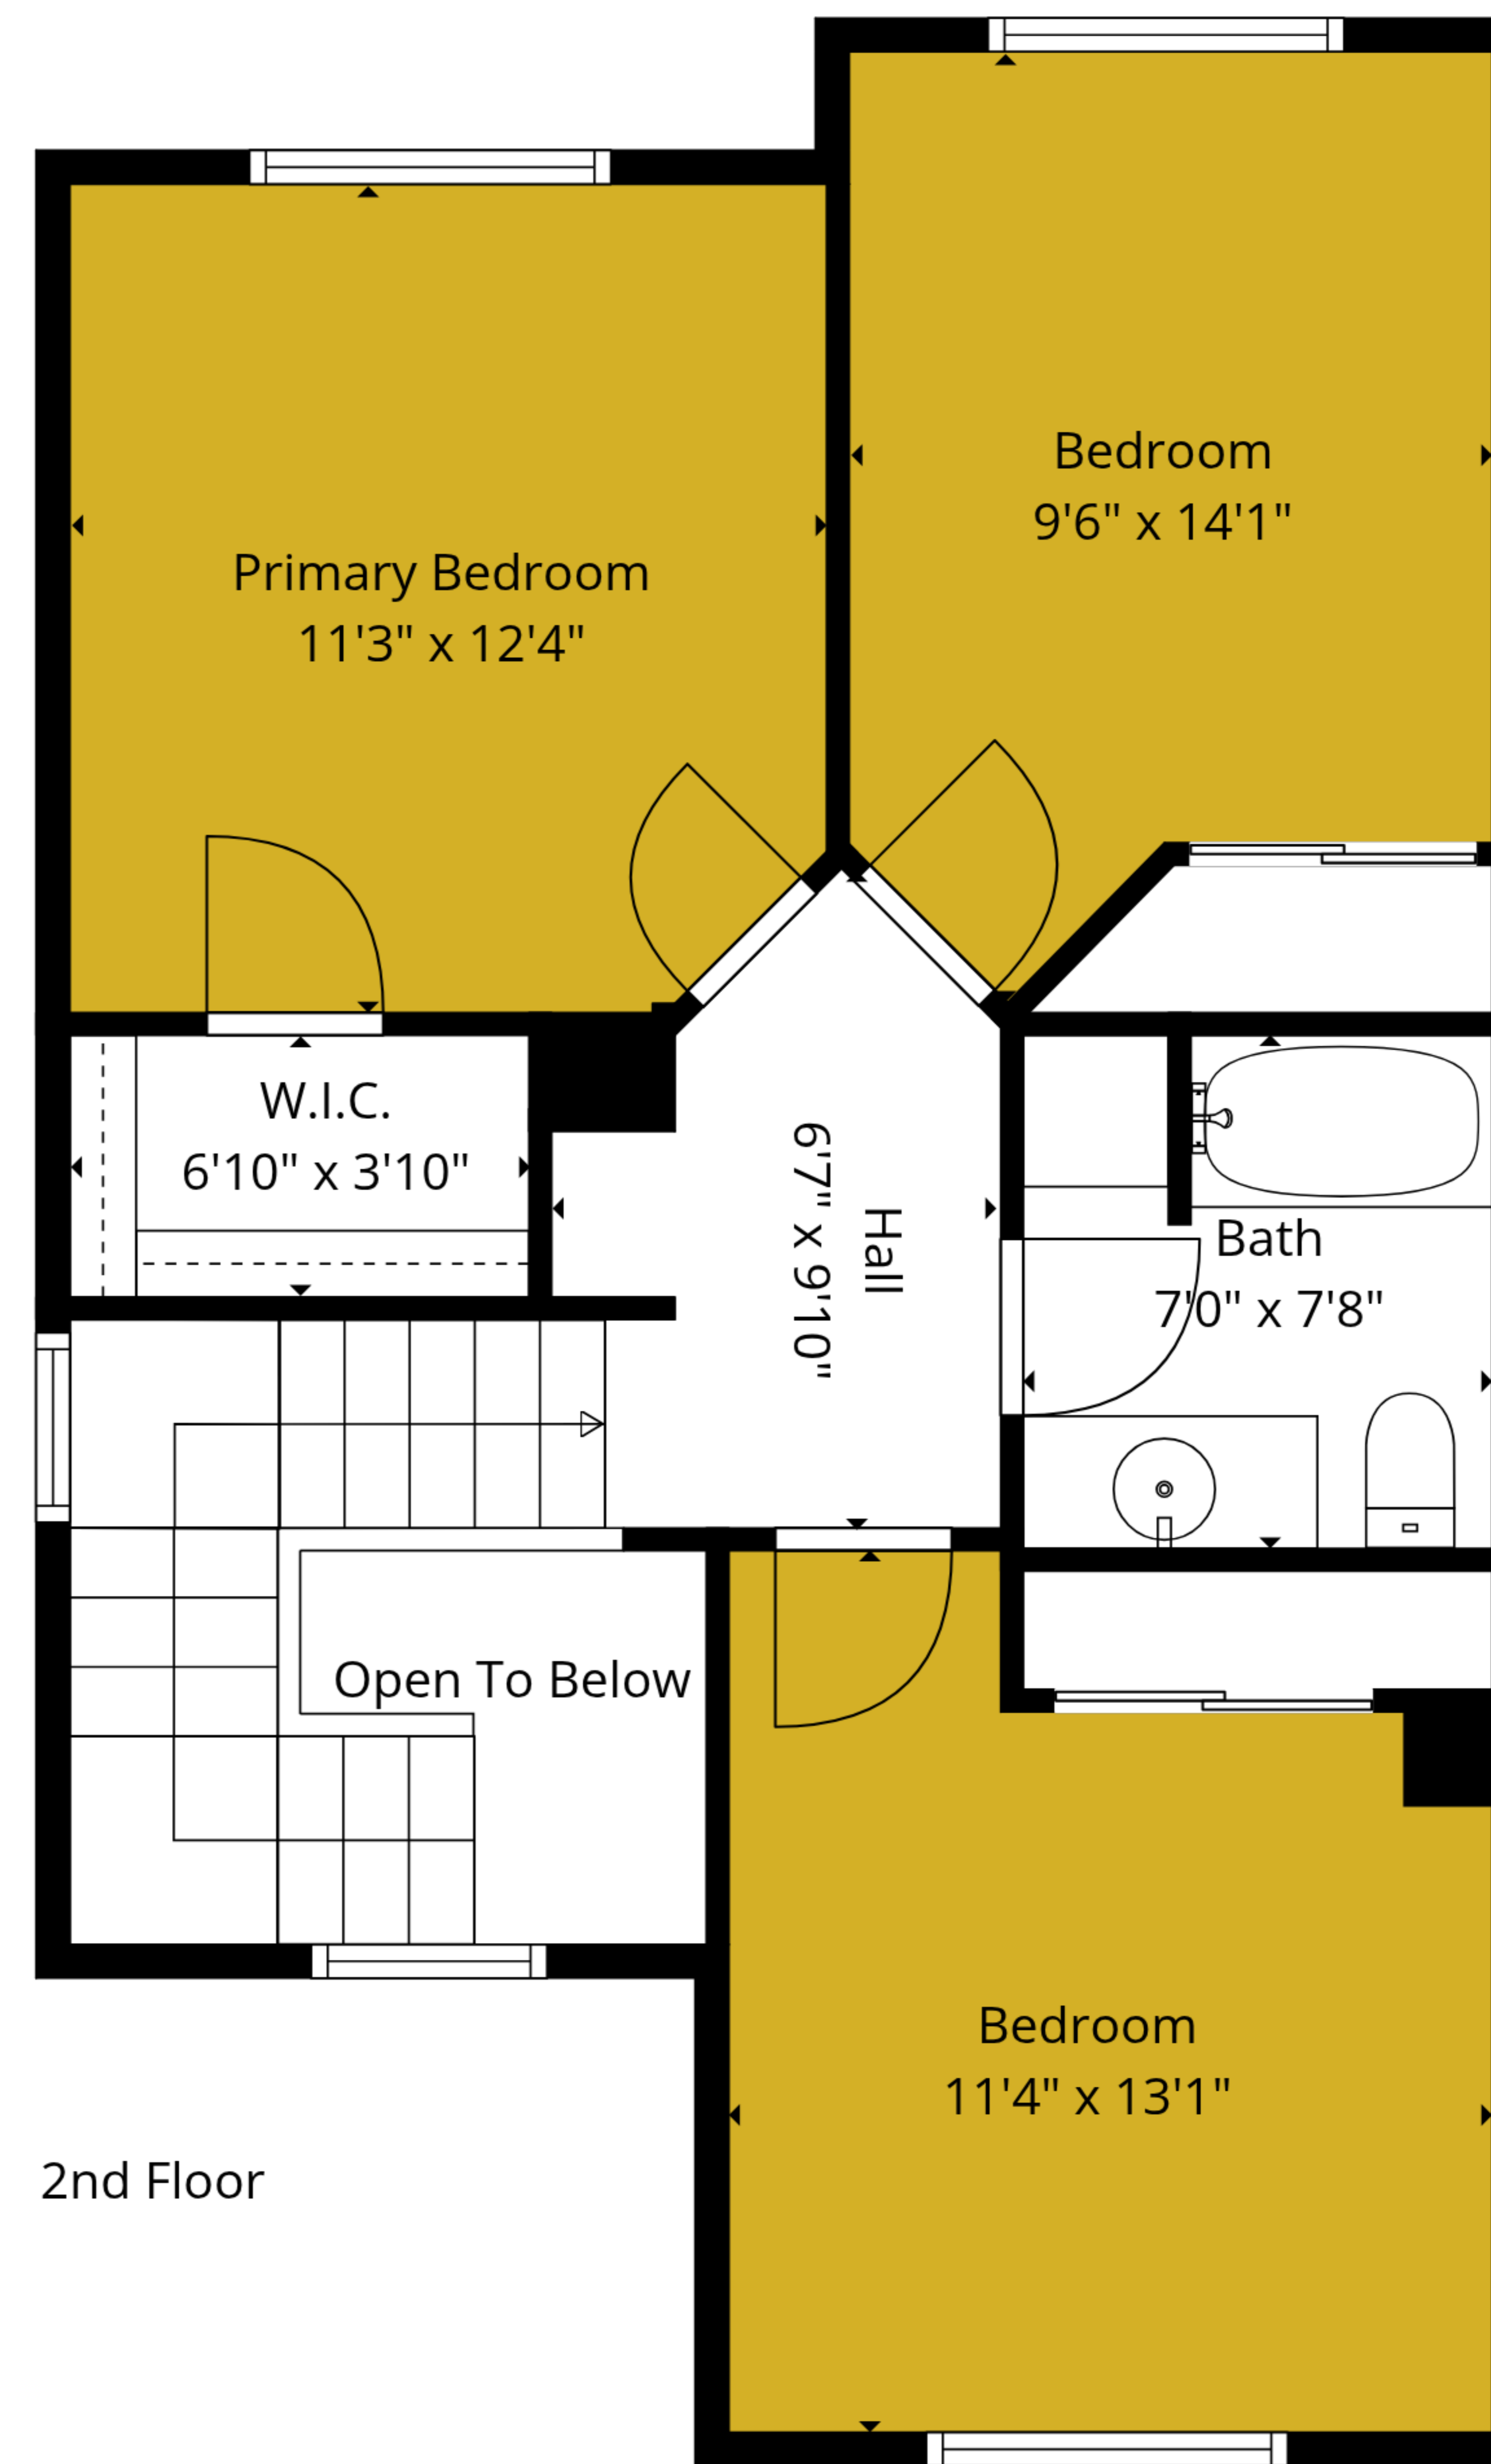 Bedroom
9'6" x 14'1"
Primary Bedroom
11'3" x 12'4"
W.I.C.
6'10" x 3'10"
Hall
6'7" x 9'10"
Bath
7'0" x 7'8"
Open To Below
Bedroom
11'4" x 13'1"
2nd Floor